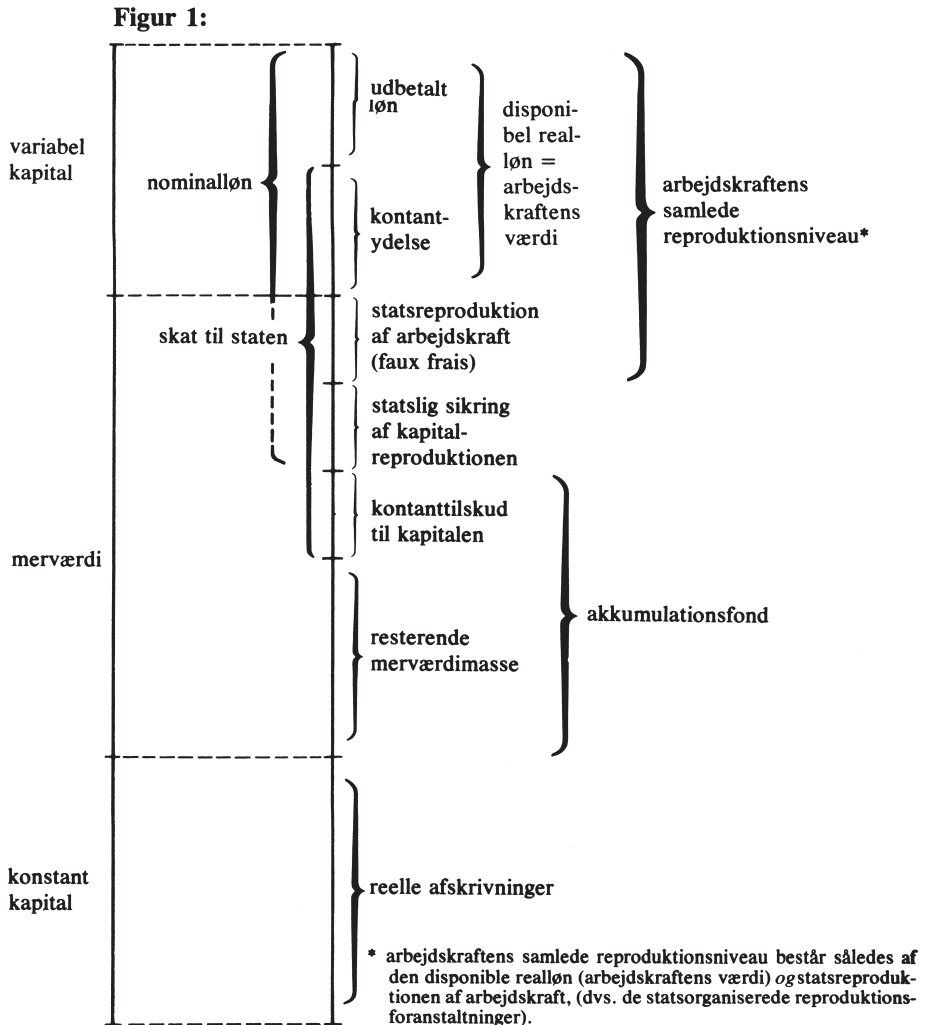 Figur 1:
variabel
kapital
nominalløn
udbetalt
løn
kontant-
ydelse
disponi-
bel real-
løn =
arbejds-
kraftens
værdi
arbejdskraftens
samlede
reproduktionsniveau*
skat til staten
statsreproduktion
af arbejdskraft
(faux frais)
statslig sikring
af kapital-
reproduktionen
kontanttilskud
til kapitalen
merværdi
resterende
merværdimasse
akkumulationsfond
konstant
kapital
reelle afskrivninger
* arbejdskraftens samlede reproduktionsniveau består således af
den disponible realløn (arbejdskraftens værdi) og statsreproduk-
tionen af arbejdskraft, (dvs. de statsorganiserede reproduktions-
foranstaltninger).